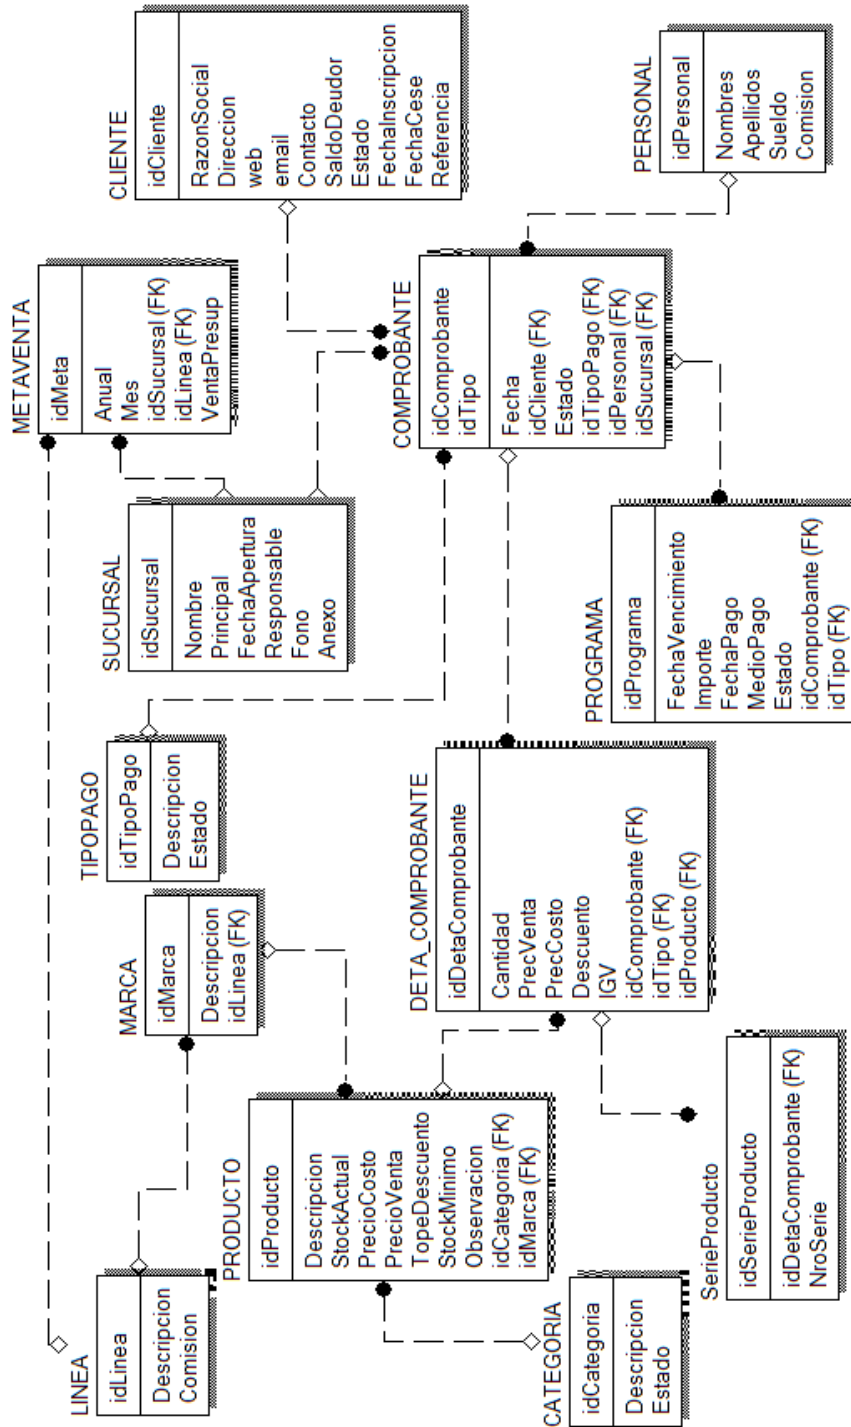 LINEA
idLinea
Descripcion
Comision
METAVENTA
idMeta
Anual
Mes
idSucursal (FK)
idLinea (FK)
VentaPresup
CLIENTE
idCliente
RazonSocial
Direccion
web
email
Contacto
SaldoDeudor
Estado
FechaInscripcion
FechaCese
Referencia
MARCA
idMarca
Descripcion
idLinea (FK)
TIPOPAGO
idTipoPago
Descripcion
Estado
SUCURSAL
idSucursal
Nombre
Principal
FechaApertura
Responsable
Fono
Anexo
PRODUCTO
idProducto
Descripcion
StockActual
PrecioCosto
PrecioVenta
TopeDescuento
StockMinimo
Observacion
idCategoria (FK)
idMarca (FK)
COMPROBANTE
idComprobante
idTipo
Fecha
idCliente (FK)
Estado
idTipoPago (FK)
idPersonal (FK)
idSucursal (FK)
DETA_COMPROBANTE
idDetaComprobante
Cantidad
PrecVenta
PrecCosto
Descuento
IGV
idComprobante (FK)
idTipo (FK)
idProducto (FK)
CATEGORIA
idCategoria
Descripcion
Estado
PROGRAMA
idPrograma
FechaVencimiento
Importe
FechaPago
MedioPago
Estado
idComprobante (FK)
idTipo (FK)
PERSONAL
idPersonal
Nombres
Apellidos
Sueldo
Comision
SerieProducto
idSerieProducto
idDetaComprobante (FK)
NroSerie